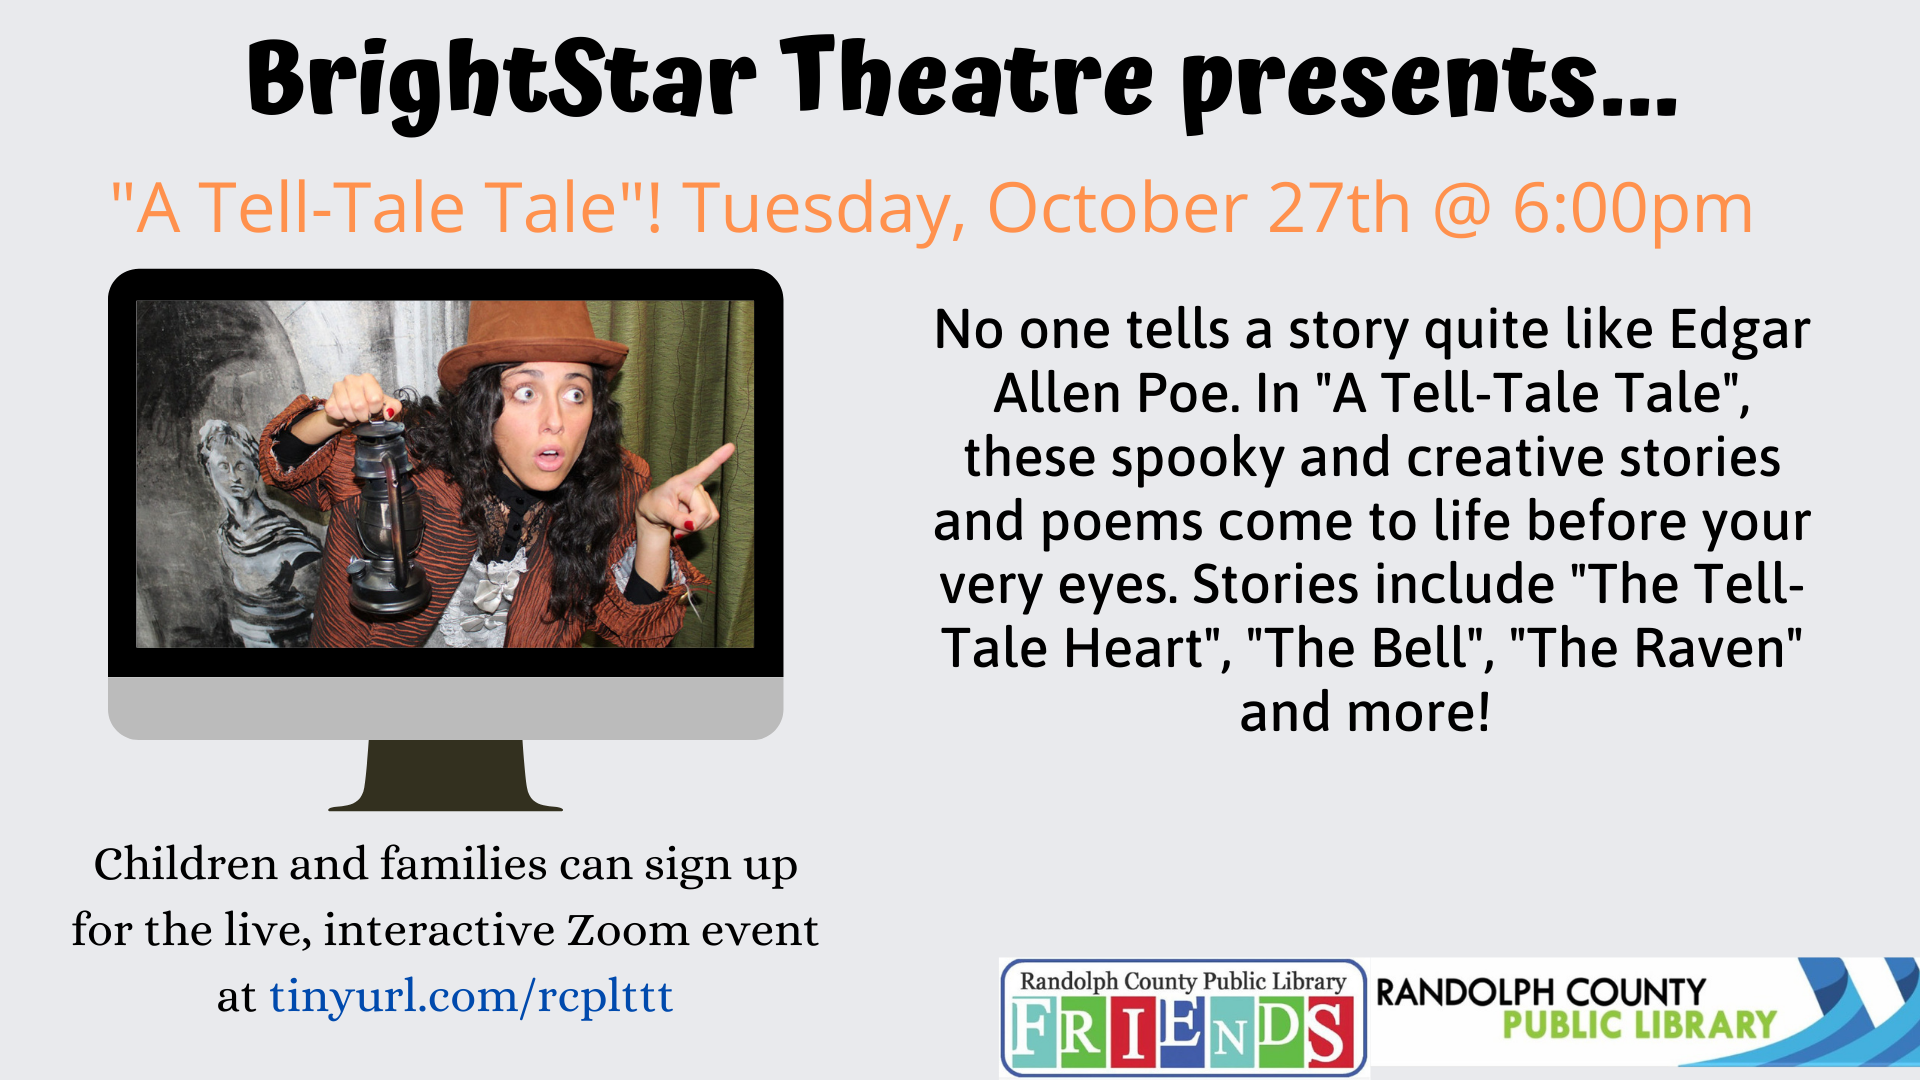 BrightStar Theatre presents...
"A Tell-Tale Tale"! Tuesday, October 27th @ 6:00pm
No one tells a story quite like Edgar
Allen Poe. In "A Tell-Tale Tale",
these spooky and creative stories
and poems come to life before your
very eyes. Stories include "The Tell-
Tale Heart", "The Bell", "The Raven"
and more!
Children and families can sign up
for the live, interactive Zoom event
at tinyurl.com/rcplttt
Randolph County Public Library
FRIENDS
RANDOLPH COUNTY
PUBLIC LIBRARY